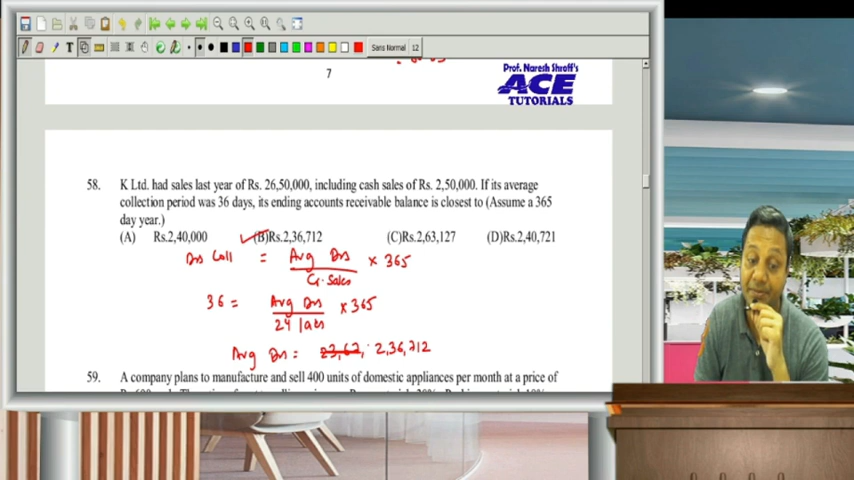 Sans Normal 12
7
Prof. Naresh Shroff's
ACE
TUTORIALS
58. K Ltd. had sales last year of Rs. 26,50,000, including cash sales of Rs. 2,50,000. If its average
collection period was 36 days, its ending accounts receivable balance is closest to (Assume a 365
day year.)
(A) Rs.2,40,000 (B)Rs.2,36,712 (C)Rs.2,63,127 (D)Rs.2,40,721
Drs Coll = Avg Drs × 365
Cr. Sales
36 = Avg Drs × 365
24 lacs
Avg Drs = 2,36,712
59. A company plans to manufacture and sell 400 units of domestic appliances per month at a price of